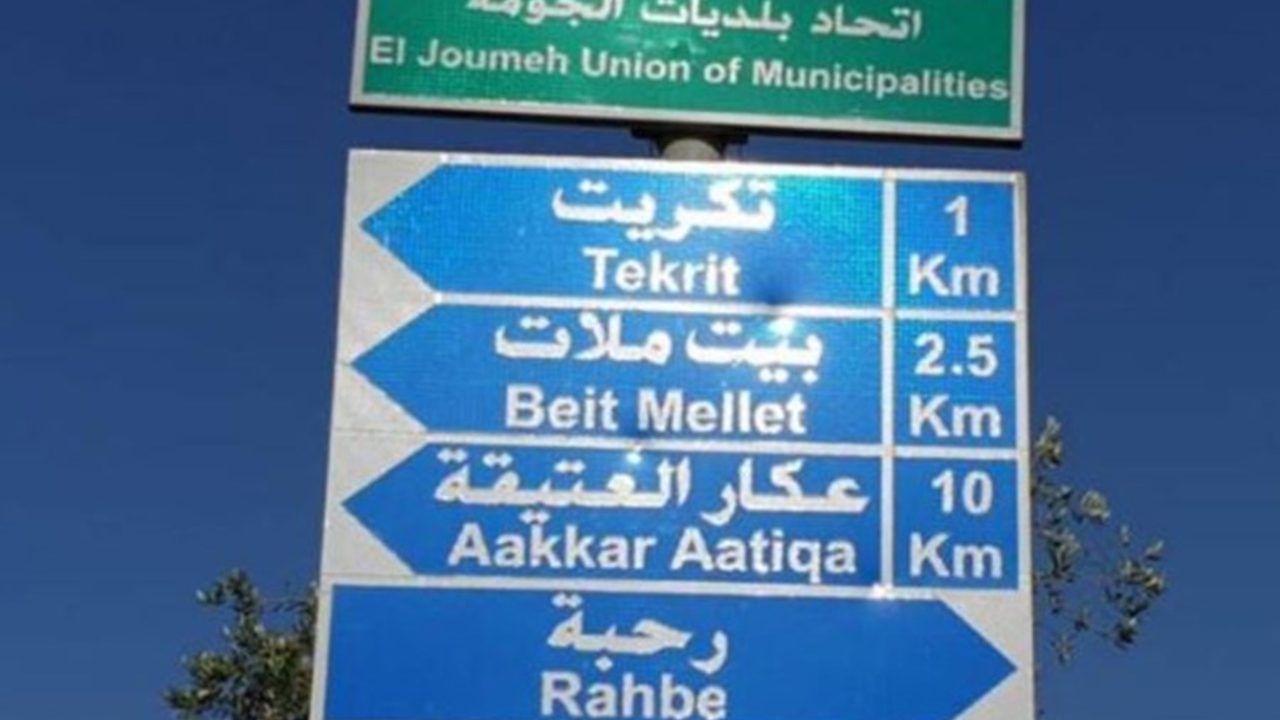 اتحاد بلديات الجومة
El Joumeh Union of Municipalities
تكريت
Tekrit
1
Km
بيت ملات
Beit Mellet
2.5
Km
عكار العتيقة
Aakkar Aatiqa
10
Km
رحبة
Rahbe